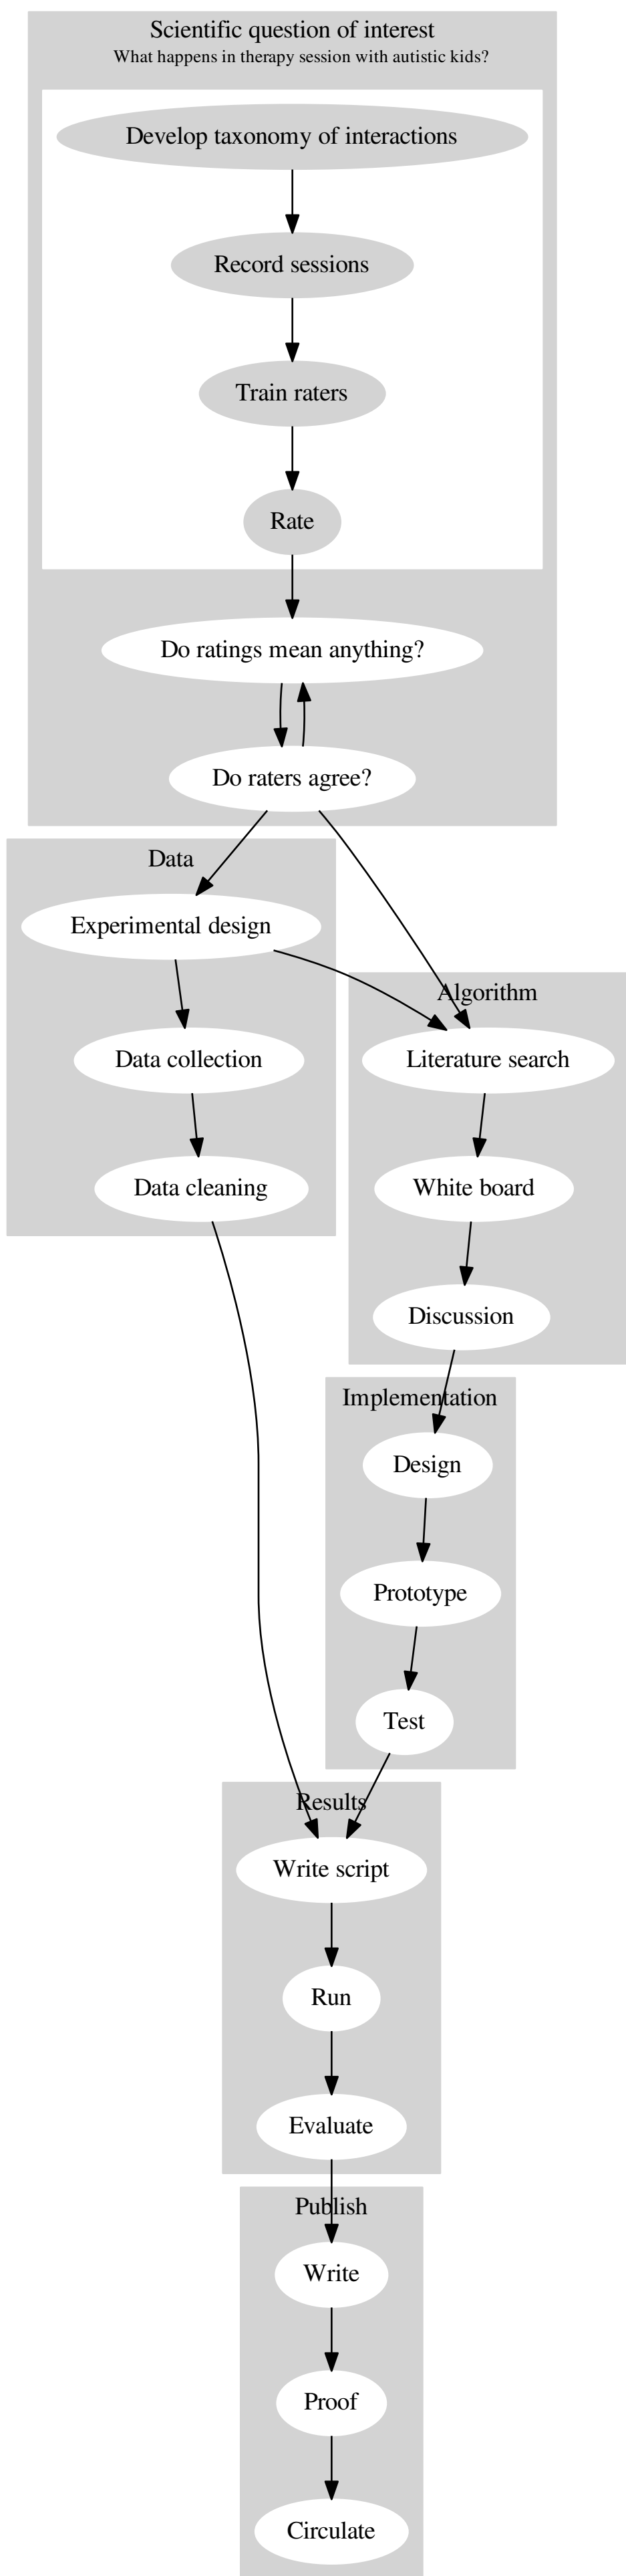 Scientific question of interest
What happens in therapy session with autistic kids?
Develop taxonomy of interactions
Record sessions
Train raters
Rate
Do ratings mean anything?
Do raters agree?
Data
Experimental design
Data collection
Data cleaning
Algorithm
Literature search
White board
Discussion
Implementation
Design
Prototype
Test
Results
Write script
Run
Evaluate
Publish
Write
Proof
Circulate